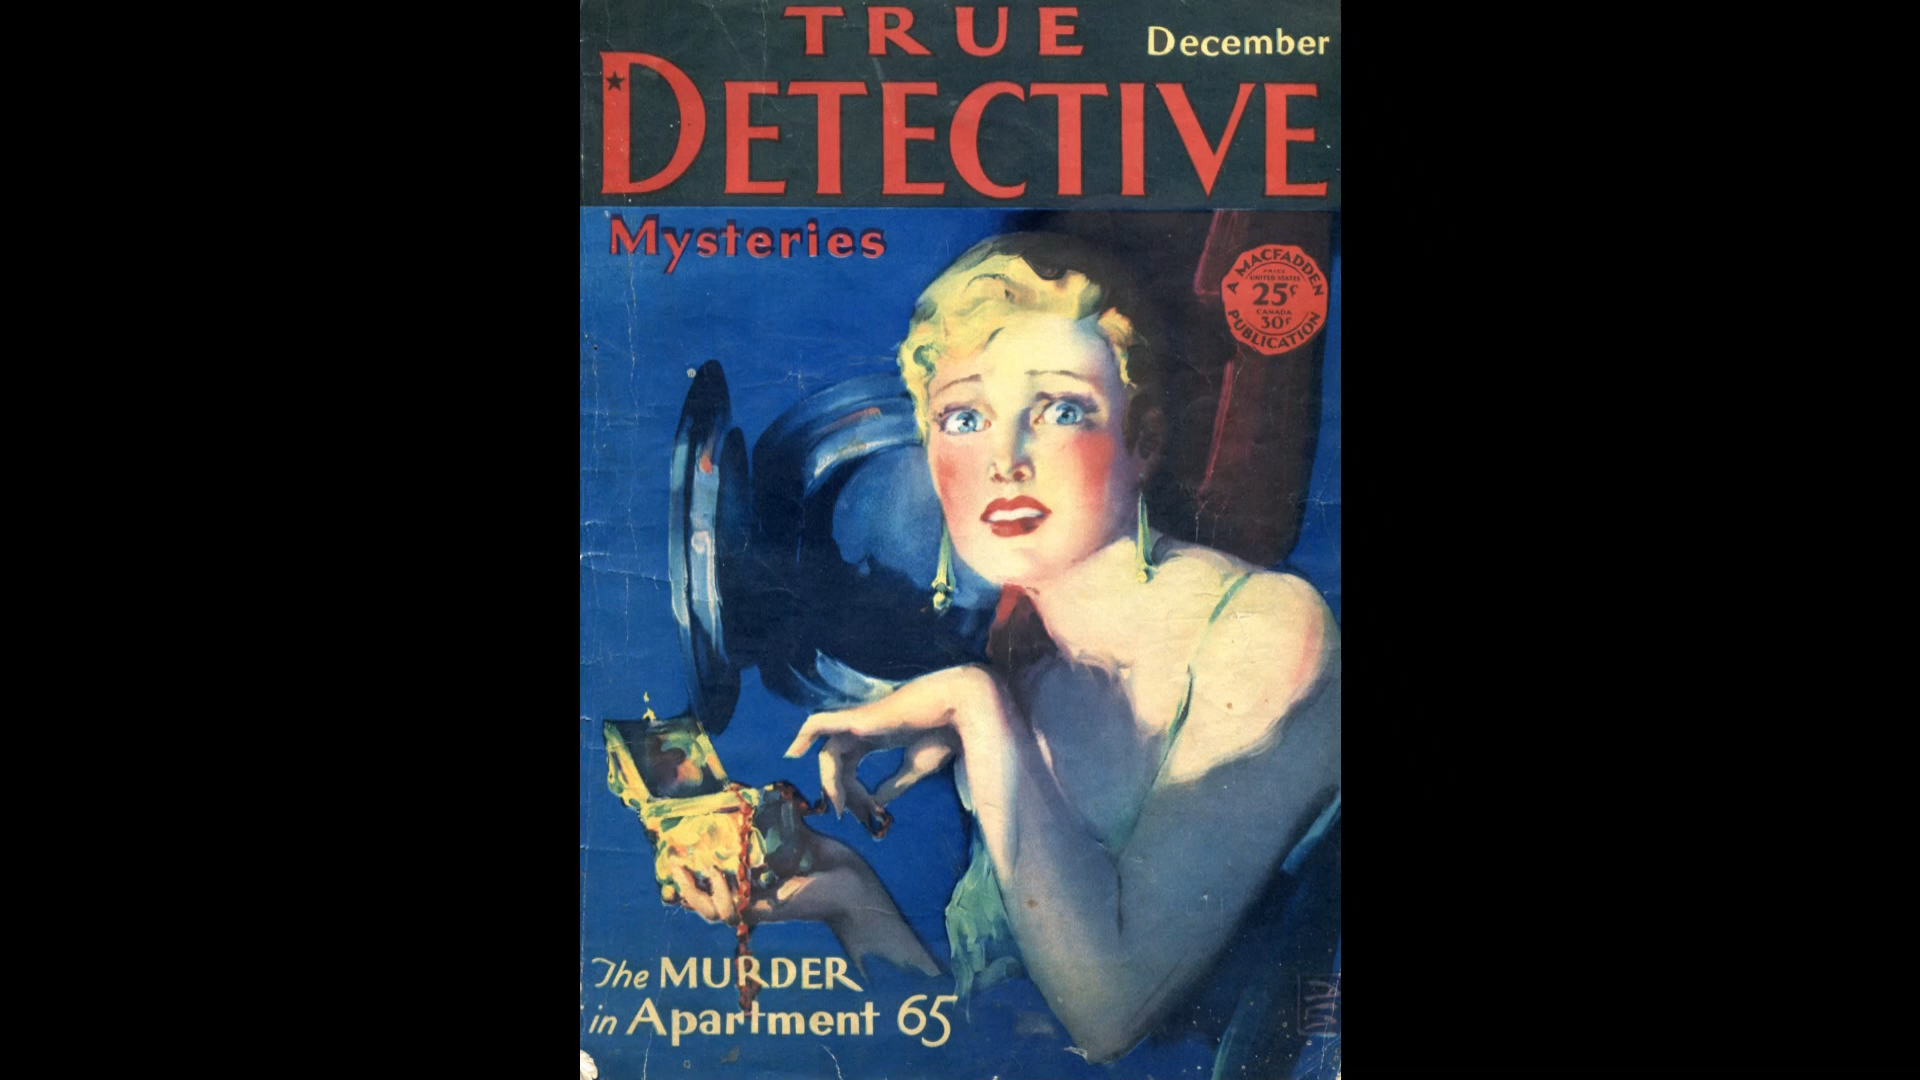 TRUE
December
DETECTIVE
Mysteries
A MACFADDEN
PRICE
UNITED STATES
25¢
CANADA
30¢
PUBLICATION
The MURDER
in Apartment 65